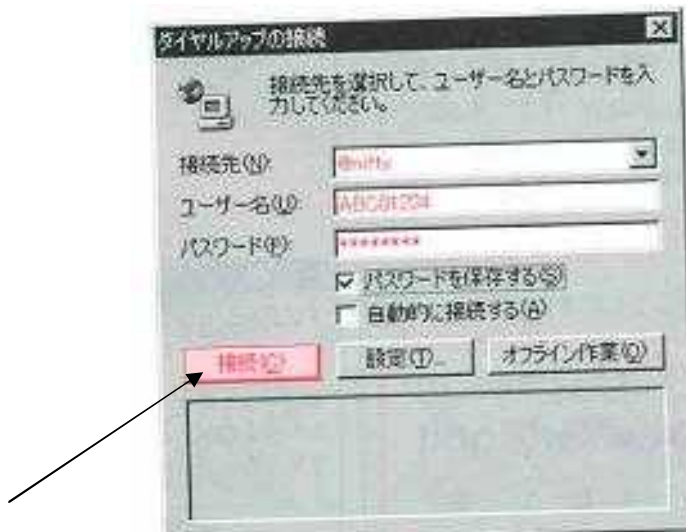 ダイヤルアップの接続
接続先を選択して、ユーザー名とパスワードを入
力してください。
接続先(N):
@nifty
ユーザー名(U):
パスワード(P):
********
パスワードを保存する(S)
自動的に接続する(A)
接続(C)
設定(T)...
オフライン作業(O)